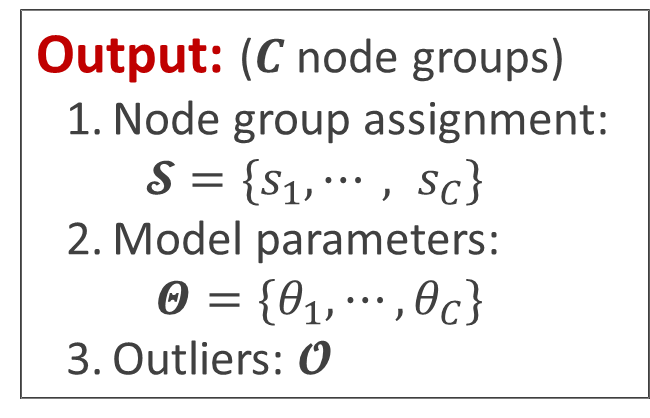 Output: (C node groups)
1. Node group assignment:
𝓢 = {s₁, ⋯ , s_C}
2. Model parameters:
𝜣 = {θ₁, ⋯ , θ_C}
3. Outliers: 𝓞